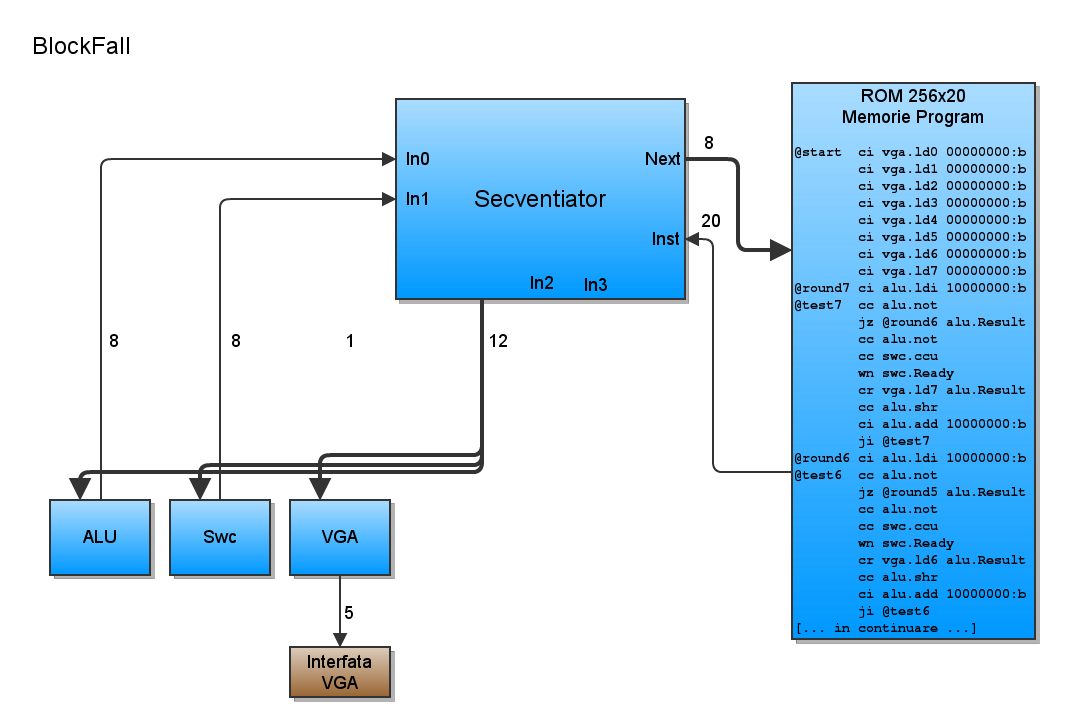 BlockFall
In0
In1
Secventiator
Next
Inst
In2
In3
8
20
8
8
1
12
ALU
Swc
VGA
5
Interfata
VGA
ROM 256x20
Memorie Program
@start ci vga.ld0 00000000:b
ci vga.ld1 00000000:b
ci vga.ld2 00000000:b
ci vga.ld3 00000000:b
ci vga.ld4 00000000:b
ci vga.ld5 00000000:b
ci vga.ld6 00000000:b
ci vga.ld7 00000000:b
@round7 ci alu.ldi 10000000:b
@test7 cc alu.not
jz @round6 alu.Result
cc alu.not
cc swc.ccu
wn swc.Ready
cr vga.ld7 alu.Result
cc alu.shr
ci alu.add 10000000:b
ji @test7
@round6 ci alu.ldi 10000000:b
@test6 cc alu.not
jz @round5 alu.Result
cc alu.not
cc swc.ccu
wn swc.Ready
cr vga.ld6 alu.Result
cc alu.shr
ci alu.add 10000000:b
ji @test6
[... in continuare ...]